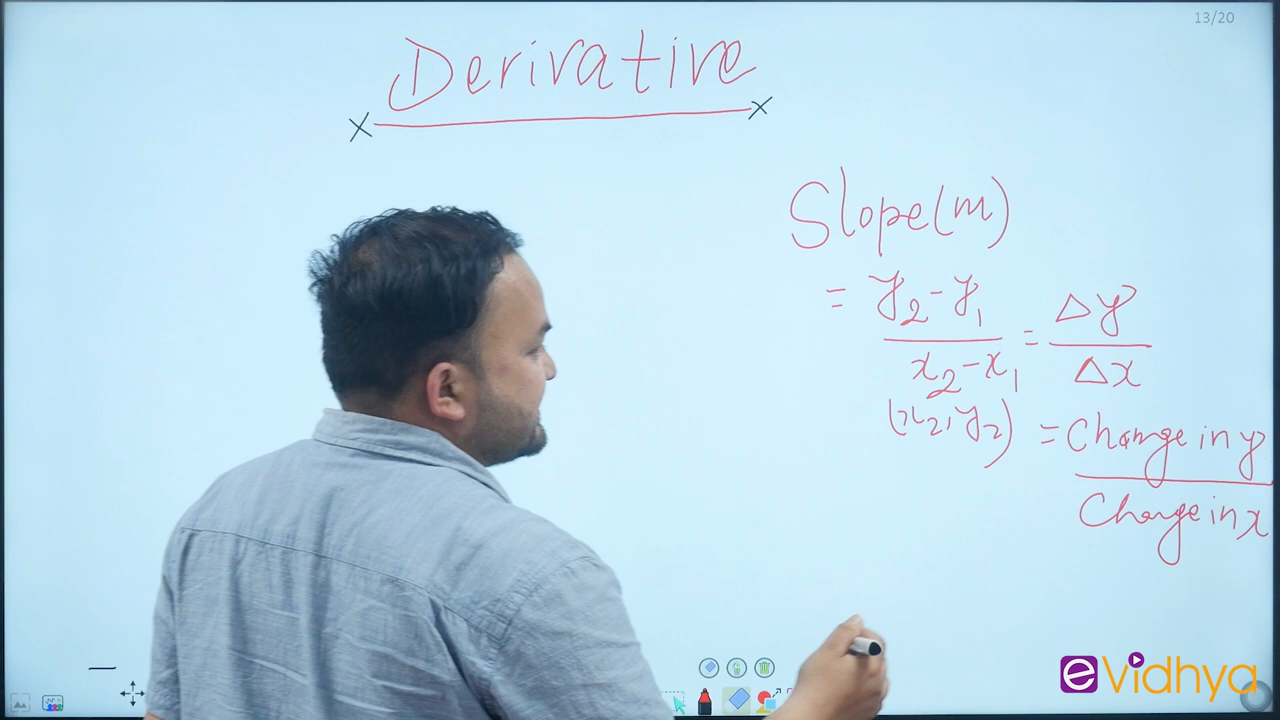 13/20
Derivative
Slope(m)
= y₂-y₁ / x₂-x₁ = Δy / Δx
(x₂, y₂)
= Change in y / Change in x
eVidhya